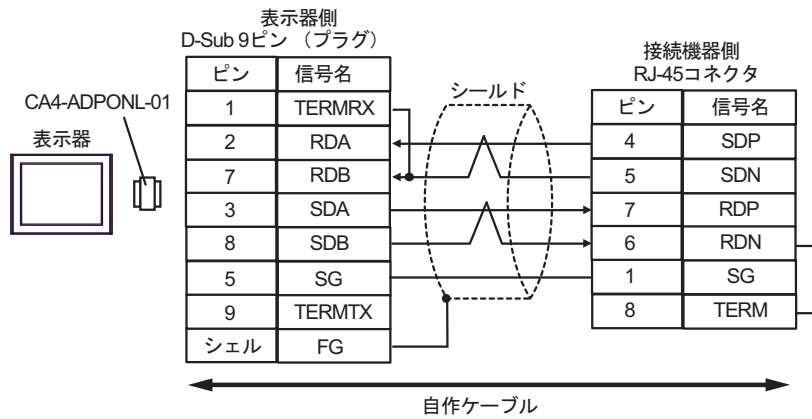 表示器側
D-Sub 9ピン （プラグ）
接続機器側
RJ-45コネクタ
CA4-ADPONL-01
表示器
シールド
ピン 信号名
1 TERMRX
2 RDA
7 RDB
3 SDA
8 SDB
5 SG
9 TERMTX
シェル FG
ピン 信号名
4 SDP
5 SDN
7 RDP
6 RDN
1 SG
8 TERM
自作ケーブル